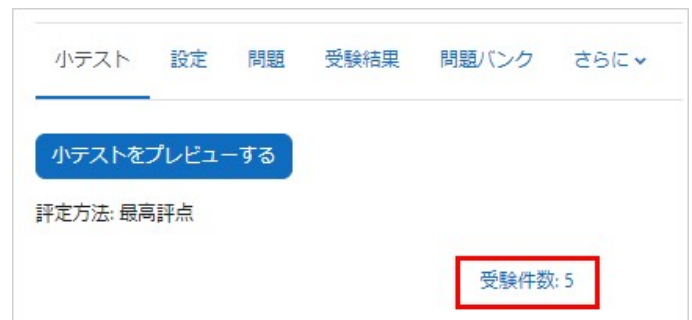 小テスト 設定 問題 受験結果 問題バンク さらに
小テストをプレビューする
評定方法: 最高評点
受験件数: 5